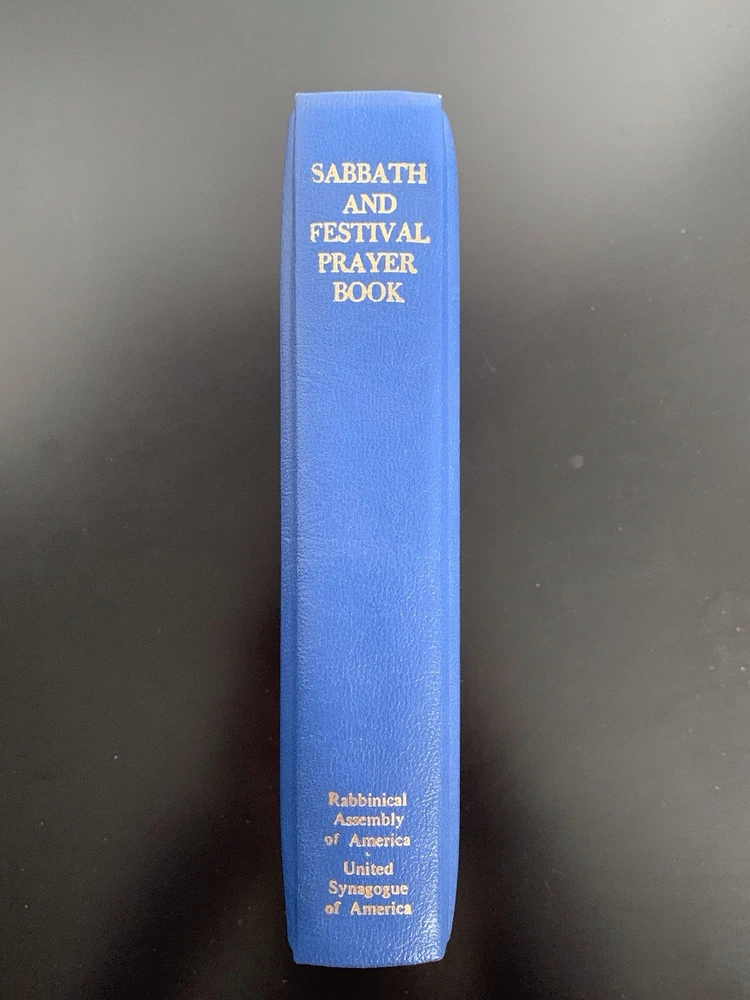 SABBATH
AND
FESTIVAL
PRAYER
BOOK
Rabbinical
Assembly
of America
United
Synagogue
of America